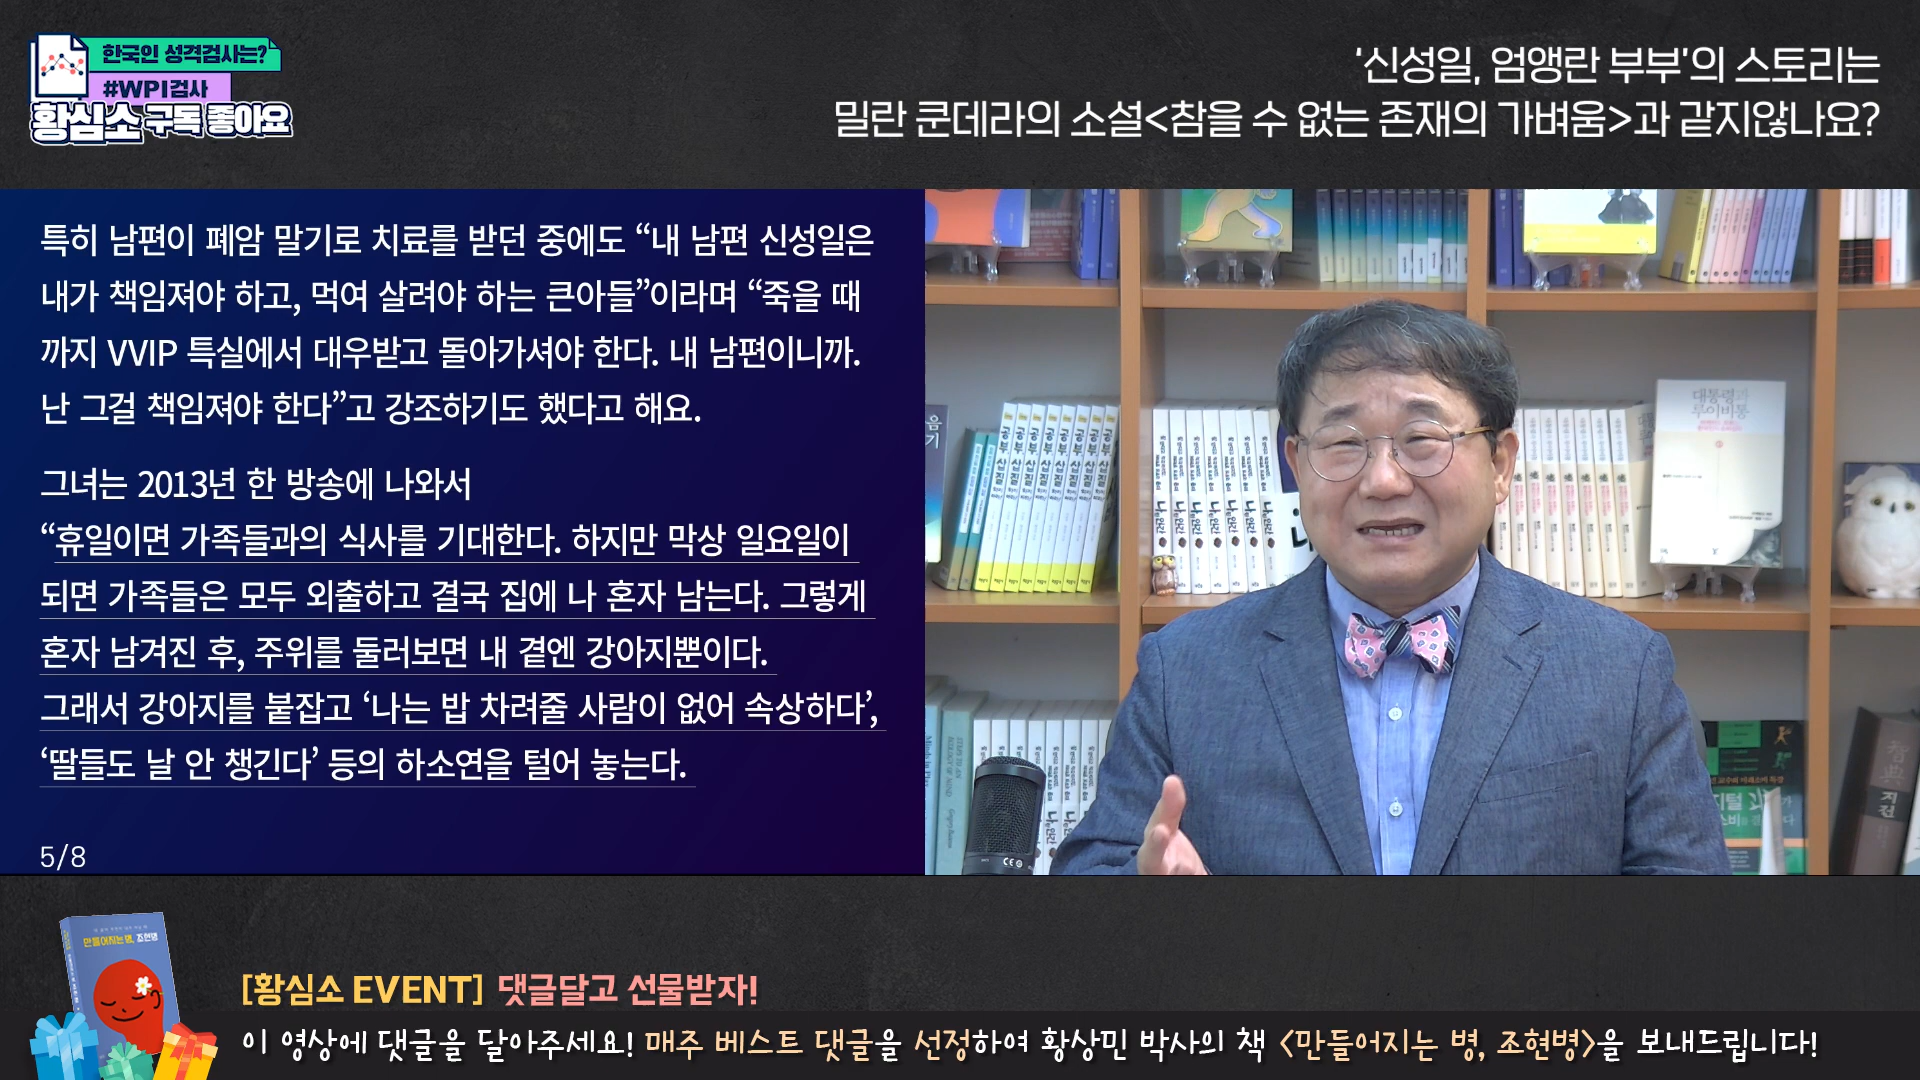 한국인 성격검사는?
#WPI검사
황심소 구독 좋아요
‘신성일, 엄앵란 부부’의 스토리는
밀란 쿤데라의 소설<참을 수 없는 존재의 가벼움>과 같지않나요?
특히 남편이 폐암 말기로 치료를 받던 중에도 “내 남편 신성일은
내가 책임져야 하고, 먹여 살려야 하는 큰아들”이라며 “죽을 때
까지 VVIP 특실에서 대우받고 돌아가셔야 한다. 내 남편이니까.
난 그걸 책임져야 한다”고 강조하기도 했다고 해요.
그녀는 2013년 한 방송에 나와서
“휴일이면 가족들과의 식사를 기대한다. 하지만 막상 일요일이
되면 가족들은 모두 외출하고 결국 집에 나 혼자 남는다. 그렇게
혼자 남겨진 후, 주위를 둘러보면 내 곁엔 강아지뿐이다.
그래서 강아지를 붙잡고 ‘나는 밥 차려줄 사람이 없어 속상하다’,
‘딸들도 날 안 챙긴다’ 등의 하소연을 털어 놓는다.
5/8
대통령과
루이비통
만들어지는 병, 조현병
[황심소 EVENT] 댓글달고 선물받자!
이 영상에 댓글을 달아주세요! 매주 베스트 댓글을 선정하여 황상민 박사의 책 <만들어지는 병, 조현병>을 보내드립니다!